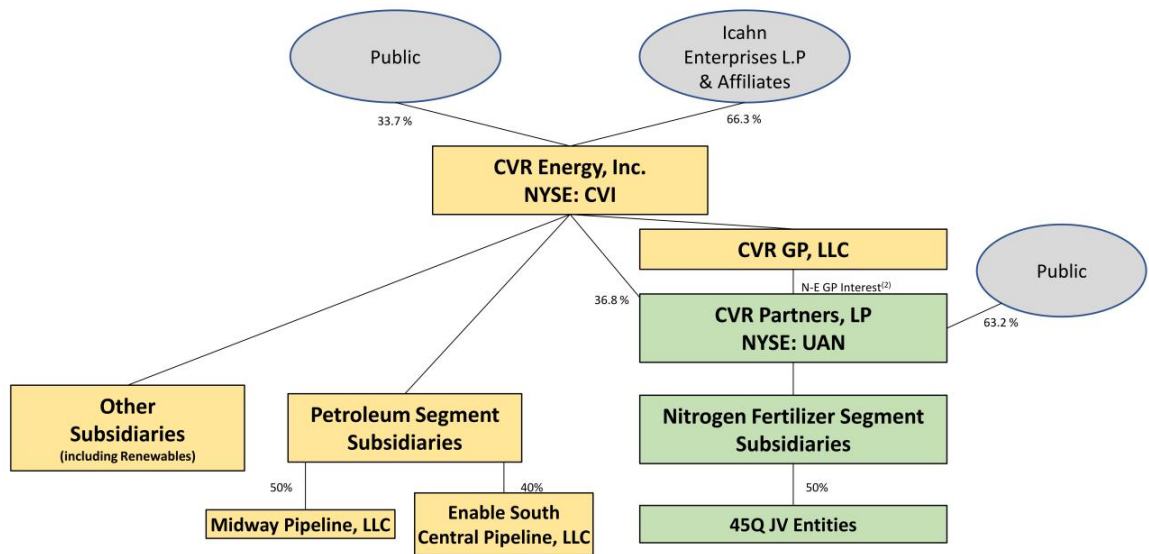 Public
Icahn
Enterprises L.P
& Affiliates
33.7 %
66.3 %
CVR Energy, Inc.
NYSE: CVI
CVR GP, LLC
Public
N-E GP Interest(2)
36.8 %
CVR Partners, LP
NYSE: UAN
63.2 %
Other
Subsidiaries
(including Renewables)
Petroleum Segment
Subsidiaries
Nitrogen Fertilizer Segment
Subsidiaries
50%
40%
50%
Midway Pipeline, LLC
Enable South
Central Pipeline, LLC
45Q JV Entities